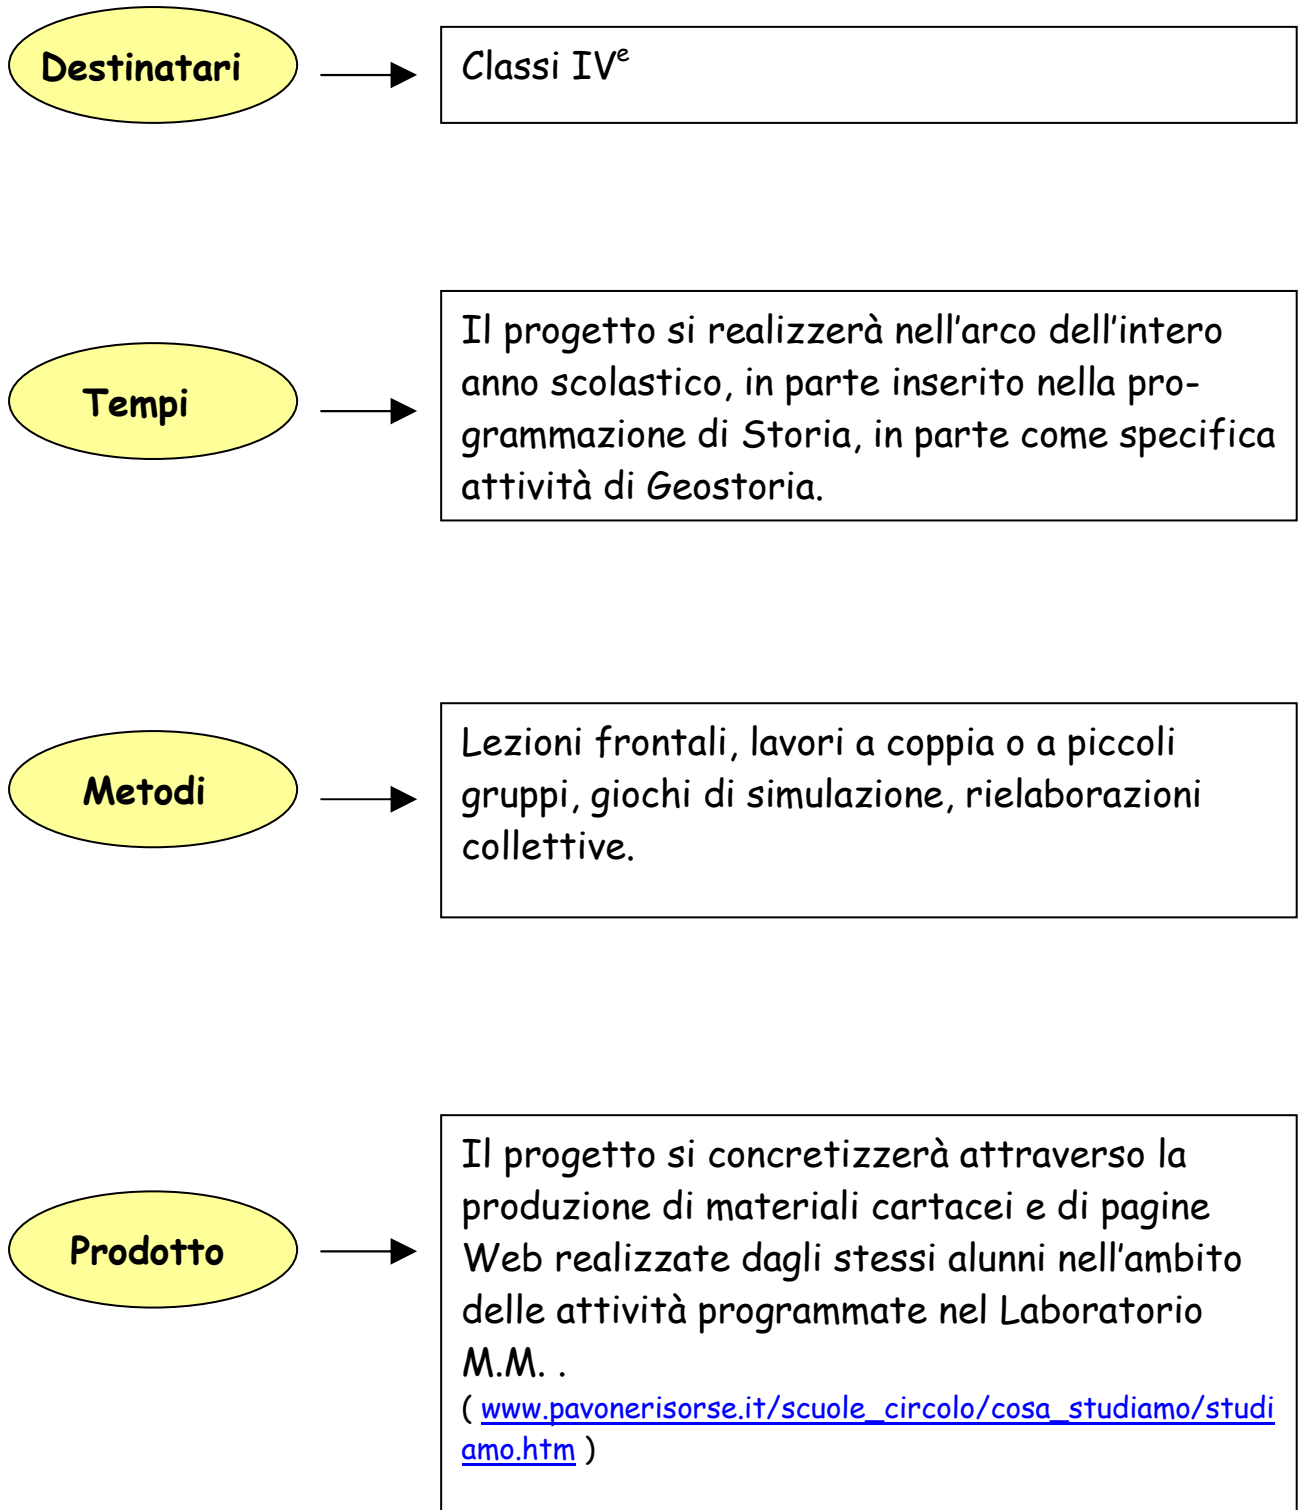 Destinatari
Classi IVᵉ
Tempi
Il progetto si realizzerà nell’arco dell’intero
anno scolastico, in parte inserito nella pro-
grammazione di Storia, in parte come specifica
attività di Geostoria.
Metodi
Lezioni frontali, lavori a coppia o a piccoli
gruppi, giochi di simulazione, rielaborazioni
collettive.
Prodotto
Il progetto si concretizzerà attraverso la
produzione di materiali cartacei e di pagine
Web realizzate dagli stessi alunni nell’ambito
delle attività programmate nel Laboratorio
M.M. .
( www.pavonerisorse.it/scuole_circolo/cosa_studiamo/studi
amo.htm )